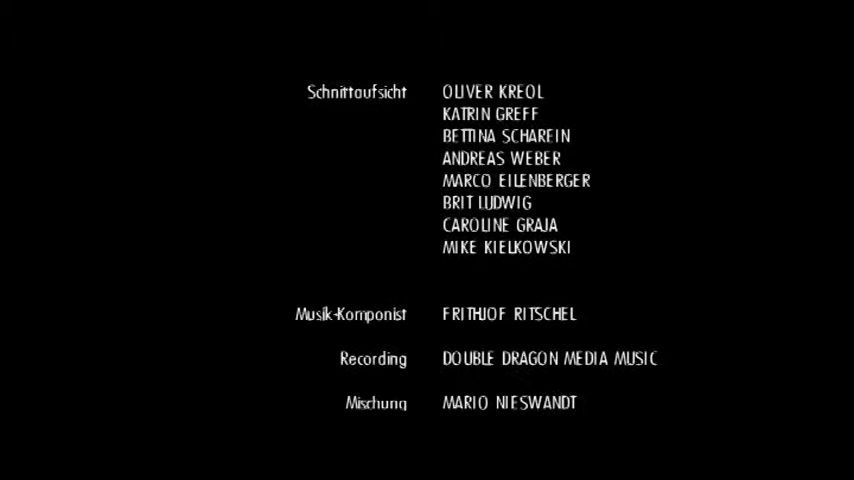 Schnittaufsicht OLIVER KREOL
KATRIN GREFF
BETTINA SCHAREIN
ANDREAS WEBER
MARCO EILENBERGER
BRIT LUDWIG
CAROLINE GRAJA
MIKE KIELKOWSKI
Musik-Komponist FRITHJOF RITSCHEL
Recording DOUBLE DRAGON MEDIA MUSIC
Mischung MARIO NIESWANDT